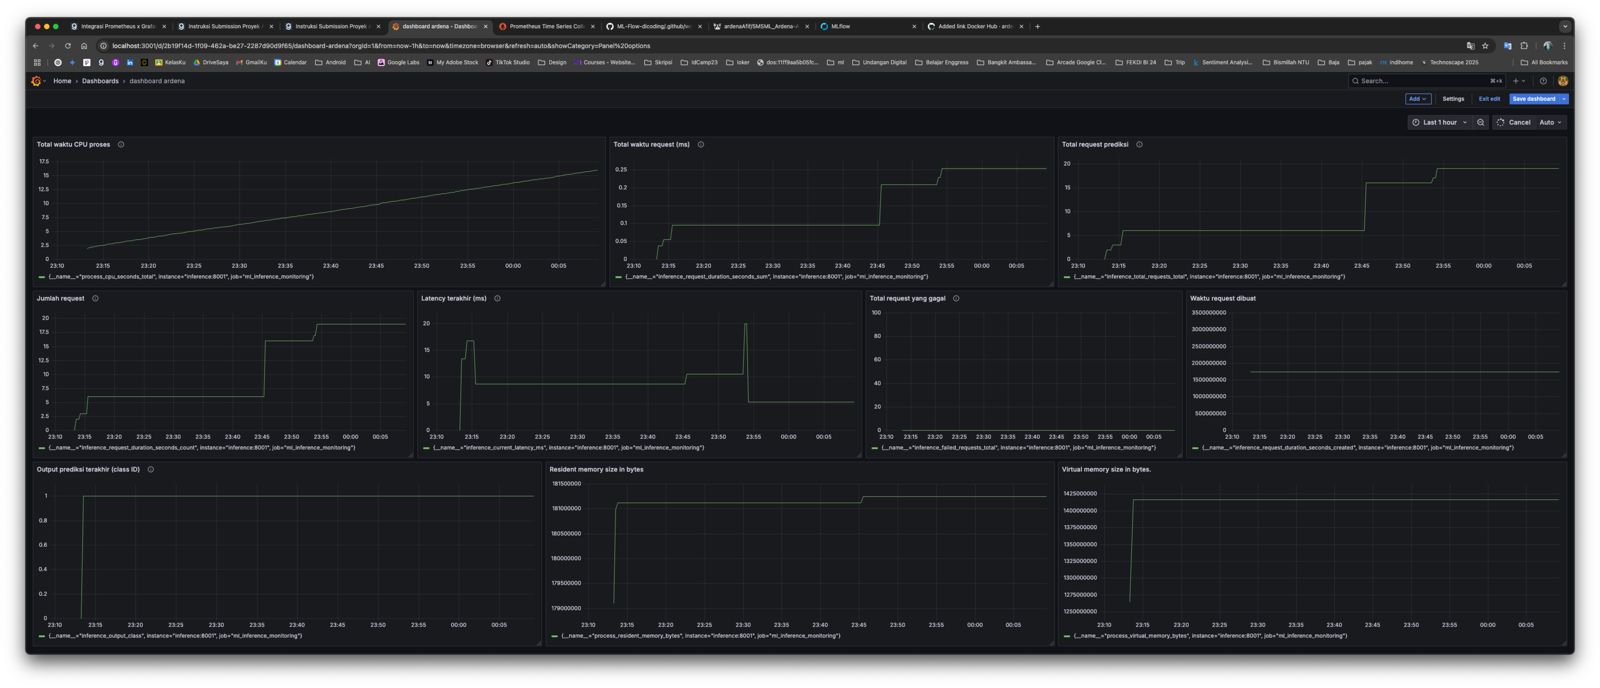 Integrasi Prometheus x Grafa
Instruksi Submission Proyek A
Instruksi Submission Proyek A
dashboard ardena - Dashboa
Prometheus Time Series Colle
ML-Flow-dicoding/.github/wo
ardenaAfif/SMSML_Ardena-A
MLflow
Added link Docker Hub · arde
localhost:3001/d/2b19f14d-1f09-462a-be27-2287d90d9f65/dashboard-ardena?orgId=1&from=now-1h&to=now&timezone=browser&refresh=auto&showCategory=Panel%20options
KelasKu
DriveSaya
GmailKu
Calendar
Android
AI
Google Labs
My Adobe Stock
TikTok Studio
Design
Courses - Website...
Skripsi
IdCamp23
loker
dos:11f9aa5b05fc...
ml
Undangan Digital
Belajar Enggress
Bangkit Ambassa...
Arcade Google Cl...
FEKDI BI 24
Trip
Sentiment Analysi...
Bismillah NTU
Baja
pajak
indihome
Technoscape 2025
All Bookmarks
Home › Dashboards › dashboard ardena
Search...
⌘+k
Add
Settings
Exit edit
Save dashboard
Last 1 hour
Cancel
Auto
Total waktu CPU proses
17.5
15
12.5
10
7.5
5
2.5
0
23:10 23:15 23:20 23:25 23:30 23:35 23:40 23:45 23:50 23:55 00:00 00:05
{__name__="process_cpu_seconds_total", instance="inference:8001", job="ml_inference_monitoring"}
Total waktu request (ms)
0.25
0.2
0.15
0.1
0.05
0
23:10 23:15 23:20 23:25 23:30 23:35 23:40 23:45 23:50 23:55 00:00 00:05
{__name__="inference_request_duration_seconds_sum", instance="inference:8001", job="ml_inference_monitoring"}
Total request prediksi
20
15
10
5
0
23:10 23:15 23:20 23:25 23:30 23:35 23:40 23:45 23:50 23:55 00:00 00:05
{__name__="inference_total_requests_total", instance="inference:8001", job="ml_inference_monitoring"}
Jumlah request
20
17.5
15
12.5
10
7.5
5
2.5
0
23:10 23:15 23:20 23:25 23:30 23:35 23:40 23:45 23:50 23:55 00:00 00:05
{__name__="inference_request_duration_seconds_count", instance="inference:8001", job="ml_inference_monitoring"}
Latency terakhir (ms)
20
15
10
5
0
23:10 23:15 23:20 23:25 23:30 23:35 23:40 23:45 23:50 23:55 00:00 00:05
{__name__="inference_current_latency_ms", instance="inference:8001", job="ml_inference_monitoring"}
Total request yang gagal
100
80
60
40
20
0
23:10 23:15 23:20 23:25 23:30 23:35 23:40 23:45 23:50 23:55 00:00 00:05
{__name__="inference_failed_requests_total", instance="inference:8001", job="ml_inference_monitoring"}
Waktu request dibuat
3500000000
3000000000
2500000000
2000000000
1500000000
1000000000
500000000
0
23:10 23:15 23:20 23:25 23:30 23:35 23:40 23:45 23:50 23:55 00:00 00:05
{__name__="inference_request_duration_seconds_created", instance="inference:8001", job="ml_inference_monitoring"}
Output prediksi terakhir (class ID)
1
0.8
0.6
0.4
0.2
0
23:10 23:15 23:20 23:25 23:30 23:35 23:40 23:45 23:50 23:55 00:00 00:05
{__name__="inference_output_class", instance="inference:8001", job="ml_inference_monitoring"}
Resident memory size in bytes
181500000
181000000
180500000
180000000
179500000
179000000
23:10 23:15 23:20 23:25 23:30 23:35 23:40 23:45 23:50 23:55 00:00 00:05
{__name__="process_resident_memory_bytes", instance="inference:8001", job="ml_inference_monitoring"}
Virtual memory size in bytes.
1425000000
1400000000
1375000000
1350000000
1325000000
1300000000
1275000000
1250000000
23:10 23:15 23:20 23:25 23:30 23:35 23:40 23:45 23:50 23:55 00:00 00:05
{__name__="process_virtual_memory_bytes", instance="inference:8001", job="ml_inference_monitoring"}